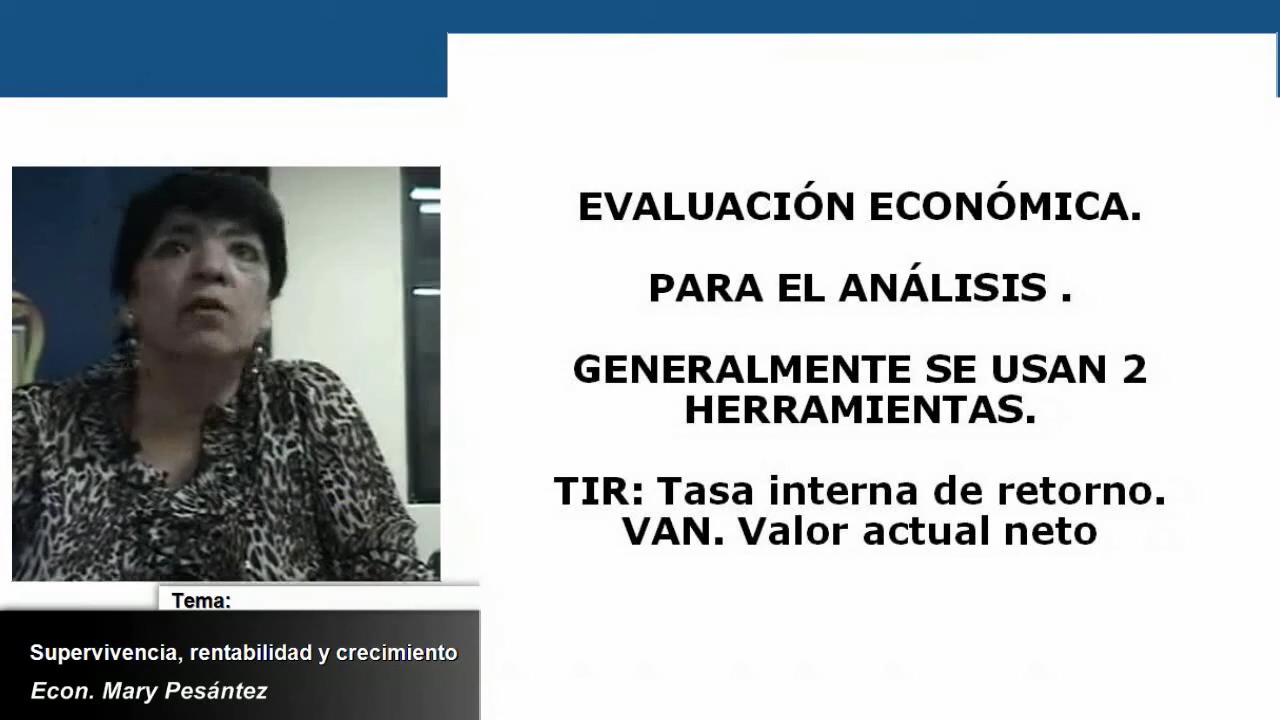 EVALUACIÓN ECONÓMICA.
PARA EL ANÁLISIS .
GENERALMENTE SE USAN 2
HERRAMIENTAS.
TIR: Tasa interna de retorno.
VAN. Valor actual neto
Tema:
Supervivencia, rentabilidad y crecimiento
Econ. Mary Pesántez